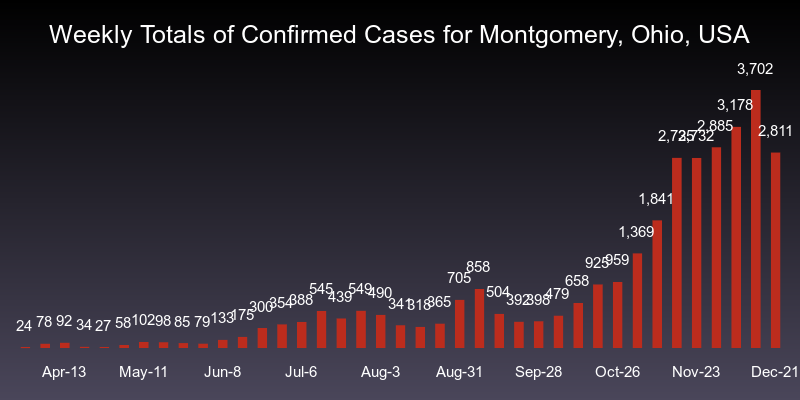 Weekly Totals of Confirmed Cases for Montgomery, Ohio, USA
24 78 92 34 27 58 102 98 85 79 133 175 300 354 388 545 439 549 490 341 318 365 705 858 504 392 398 479 658 925 959 1,369 1,841 2,732 2,885 3,178 3,702 2,811
Apr-13 May-11 Jun-8 Jul-6 Aug-3 Aug-31 Sep-28 Oct-26 Nov-23 Dec-21